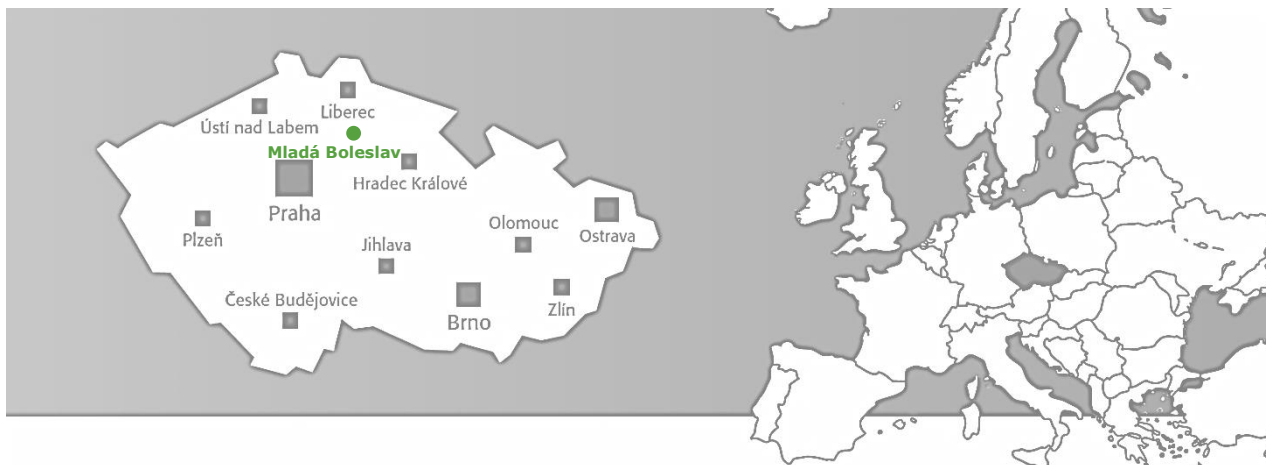 Liberec
Ústí nad Labem
Mladá Boleslav
Hradec Králové
Praha
Plzeň
Olomouc
Ostrava
Jihlava
České Budějovice
Zlín
Brno